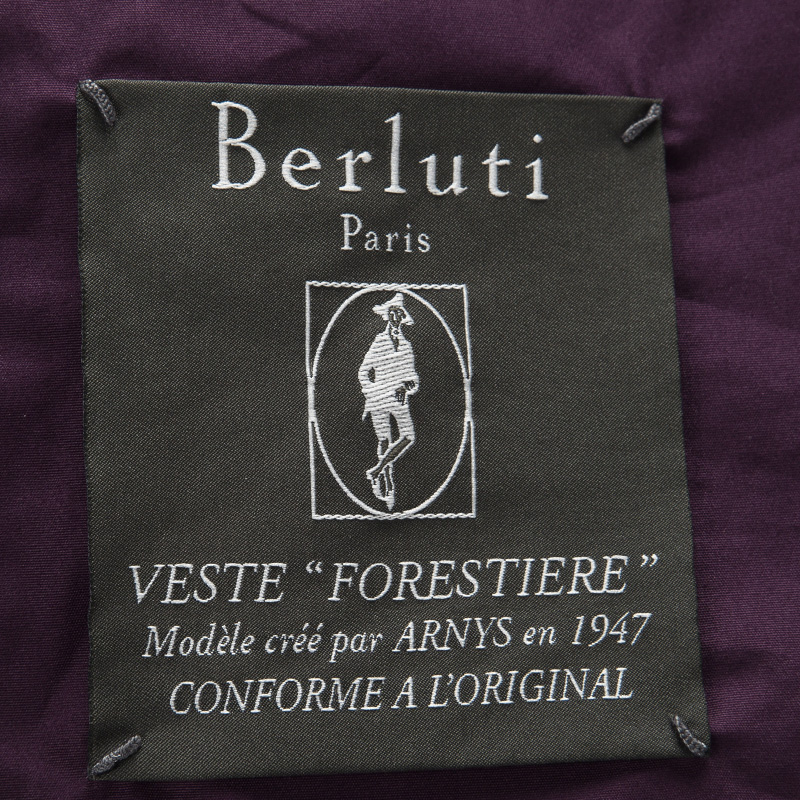 Berluti
Paris
VESTE “FORESTIERE”
Modèle créé par ARNYS en 1947
CONFORME A L'ORIGINAL